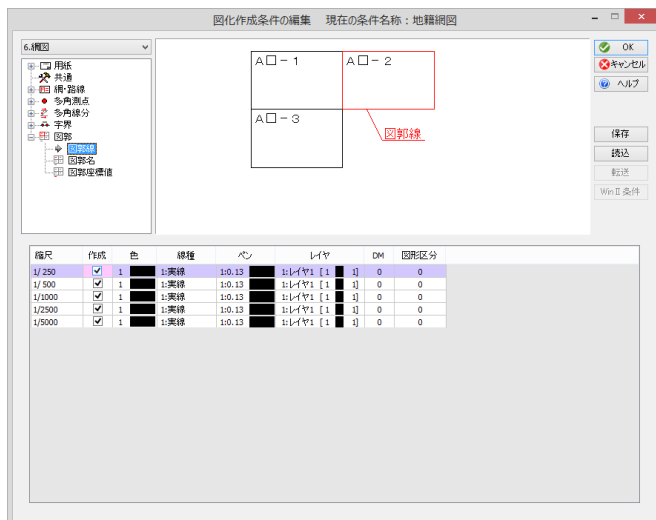 図化作成条件の編集　現在の条件名称：地籍網図
6.網図
用紙
共通
網・路線
多角測点
多角線分
字界
図郭
図郭線
図郭名
図郭座標値
A□－1 A□－2
A□－3
図郭線
OK
キャンセル
ヘルプ
保存
読込
転送
WinⅡ条件
縮尺 作成 色 線種 ペン レイヤ DM 図形区分
1/ 250 1 1:実線 1:0.13 1:レイヤ1 [ 1 1] 0 0
1/ 500 1 1:実線 1:0.13 1:レイヤ1 [ 1 1] 0 0
1/1000 1 1:実線 1:0.13 1:レイヤ1 [ 1 1] 0 0
1/2500 1 1:実線 1:0.13 1:レイヤ1 [ 1 1] 0 0
1/5000 1 1:実線 1:0.13 1:レイヤ1 [ 1 1] 0 0